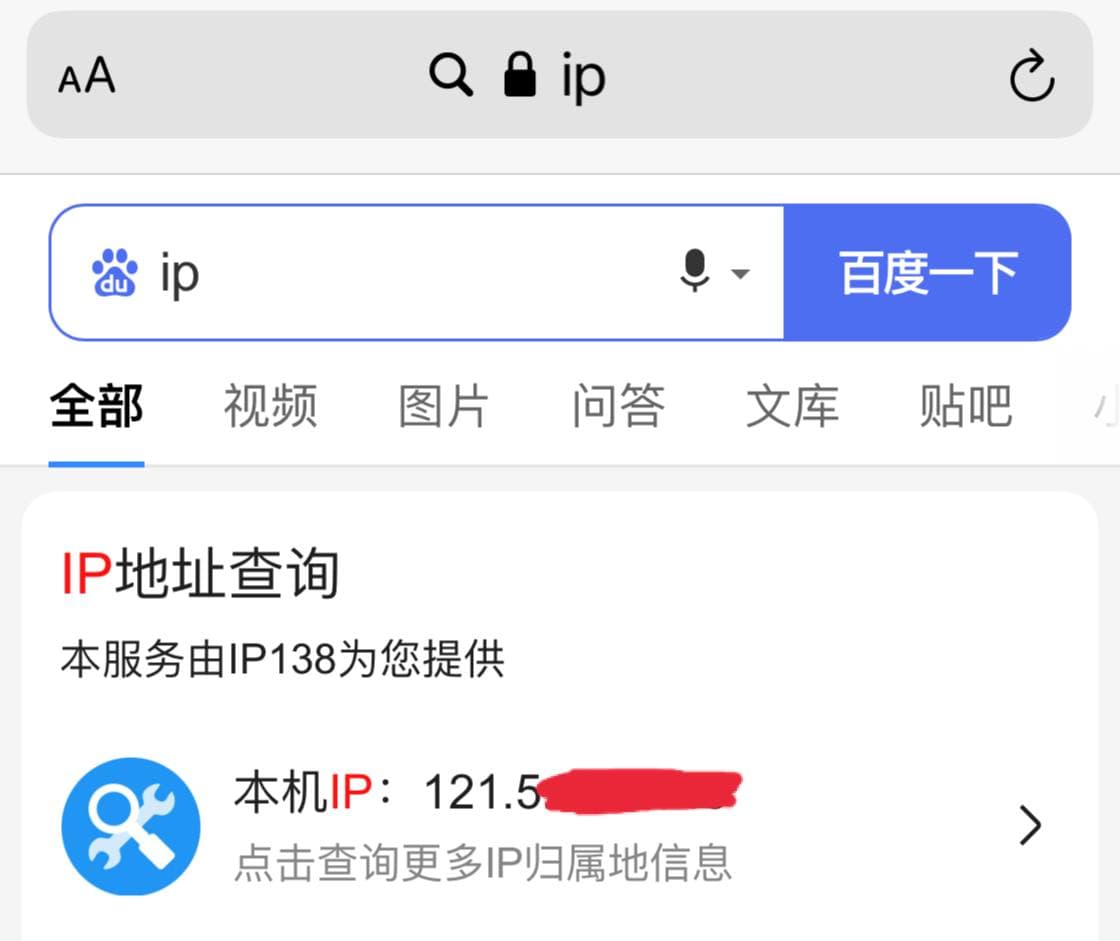 AA ip
du ip 百度一下
全部 视频 图片 问答 文库 贴吧
IP地址查询
本服务由IP138为您提供
本机IP：121.5
点击查询更多IP归属地信息